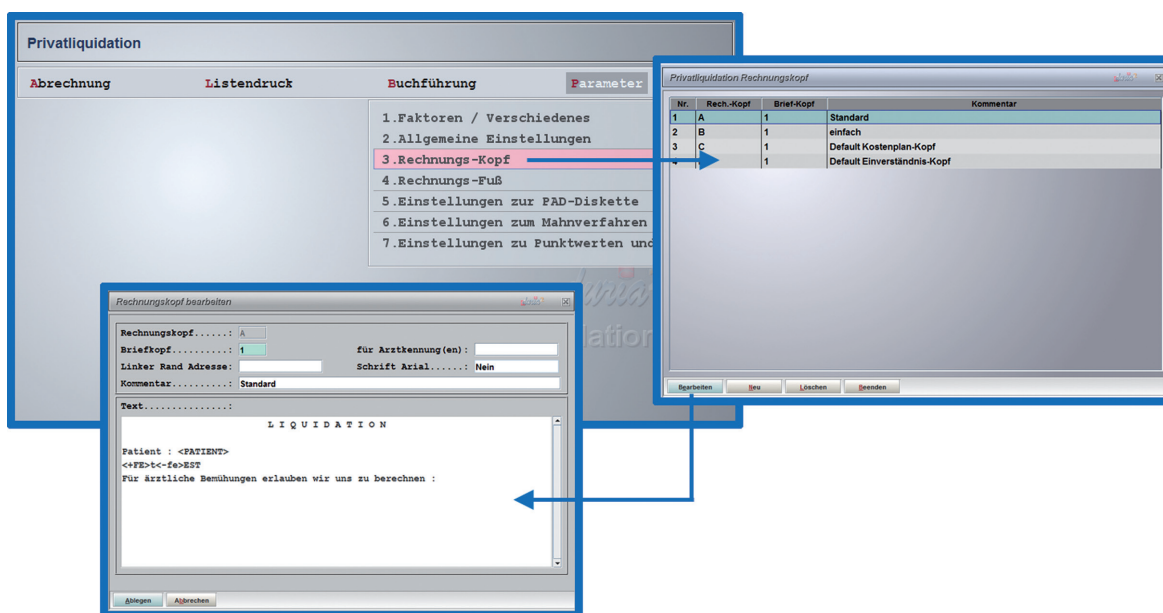 Privatliquidation
Abrechnung Listendruck Buchführung Parameter
1.Faktoren / Verschiedenes
2.Allgemeine Einstellungen
3.Rechnungs-Kopf
4.Rechnungs-Fuß
5.Einstellungen zur PAD-Diskette
6.Einstellungen zum Mahnverfahren
7.Einstellungen zu Punktwerten und
Privatliquidation Rechnungskopf
Nr. Rech.-Kopf Brief-Kopf Kommentar
1 A 1 Standard
2 B 1 einfach
3 C 1 Default Kostenplan-Kopf
1 Default Einverständnis-Kopf
Bearbeiten Neu Löschen Beenden
Rechnungskopf bearbeiten
Rechnungskopf......: A
Briefkopf..........: 1 für Arztkennung(en):
Linker Rand Adresse: Schrift Arial......: Nein
Kommentar..........: Standard
Text...............:
L I Q U I D A T I O N
Patient : <PATIENT>
<+FE>t<-fe>EST
Für ärztliche Bemühungen erlauben wir uns zu berechnen :
Ablegen Abbrechen